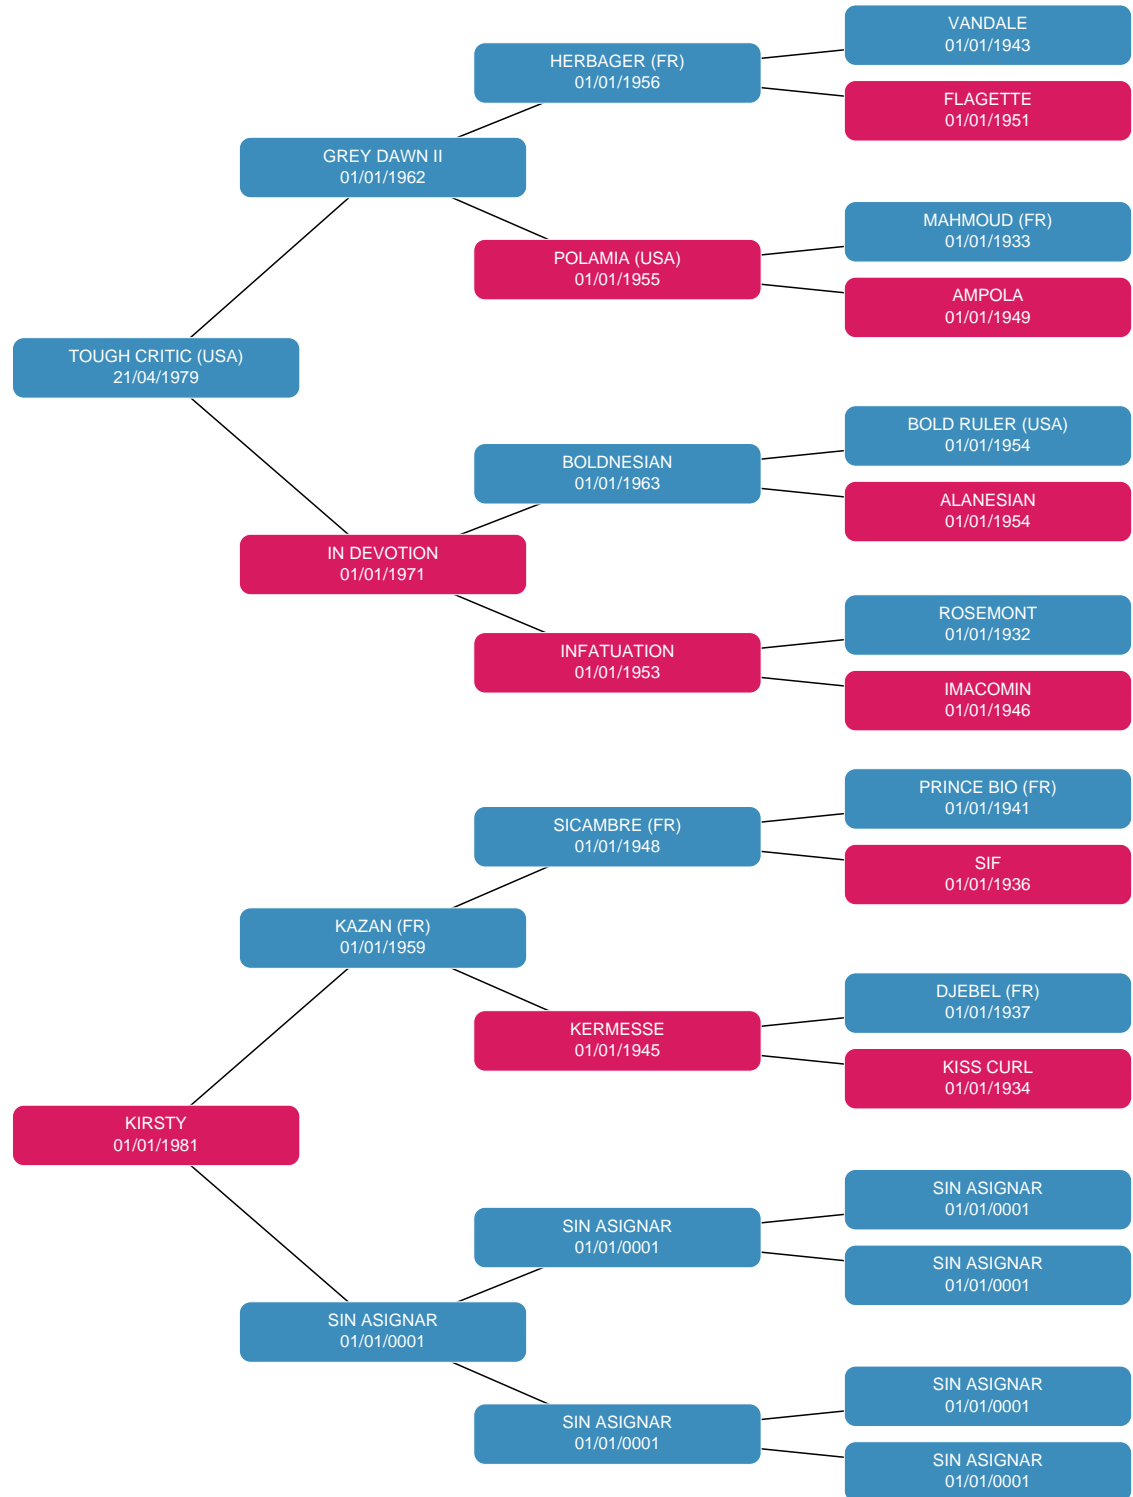 VANDALE
01/01/1943
HERBAGER (FR)
01/01/1956
FLAGETTE
01/01/1951
GREY DAWN II
01/01/1962
MAHMOUD (FR)
01/01/1933
POLAMIA (USA)
01/01/1955
AMPOLA
01/01/1949
TOUGH CRITIC (USA)
21/04/1979
BOLD RULER (USA)
01/01/1954
BOLDNESIAN
01/01/1963
ALANESIAN
01/01/1954
IN DEVOTION
01/01/1971
ROSEMONT
01/01/1932
INFATUATION
01/01/1953
IMACOMIN
01/01/1946
PRINCE BIO (FR)
01/01/1941
SICAMBRE (FR)
01/01/1948
SIF
01/01/1936
KAZAN (FR)
01/01/1959
DJEBEL (FR)
01/01/1937
KERMESSE
01/01/1945
KISS CURL
01/01/1934
KIRSTY
01/01/1981
SIN ASIGNAR
01/01/0001
SIN ASIGNAR
01/01/0001
SIN ASIGNAR
01/01/0001
SIN ASIGNAR
01/01/0001
SIN ASIGNAR
01/01/0001
SIN ASIGNAR
01/01/0001
SIN ASIGNAR
01/01/0001